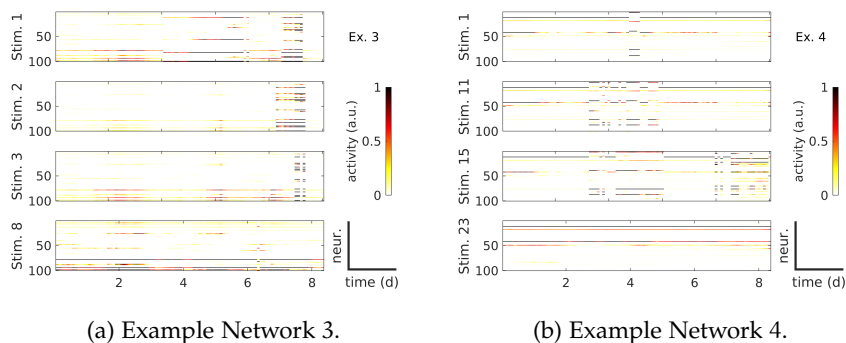 Stim. 1
50
100
Ex. 3
Stim. 2
50
100
Stim. 3
50
100
Stim. 8
50
100
2
4
6
8
1
0.5
0
activity (a.u.)
neur.
time (d)
(a) Example Network 3.
Stim. 1
50
100
Ex. 4
Stim. 11
50
100
Stim. 15
50
100
Stim. 23
50
100
2
4
6
8
1
0.5
0
activity (a.u.)
neur.
time (d)
(b) Example Network 4.